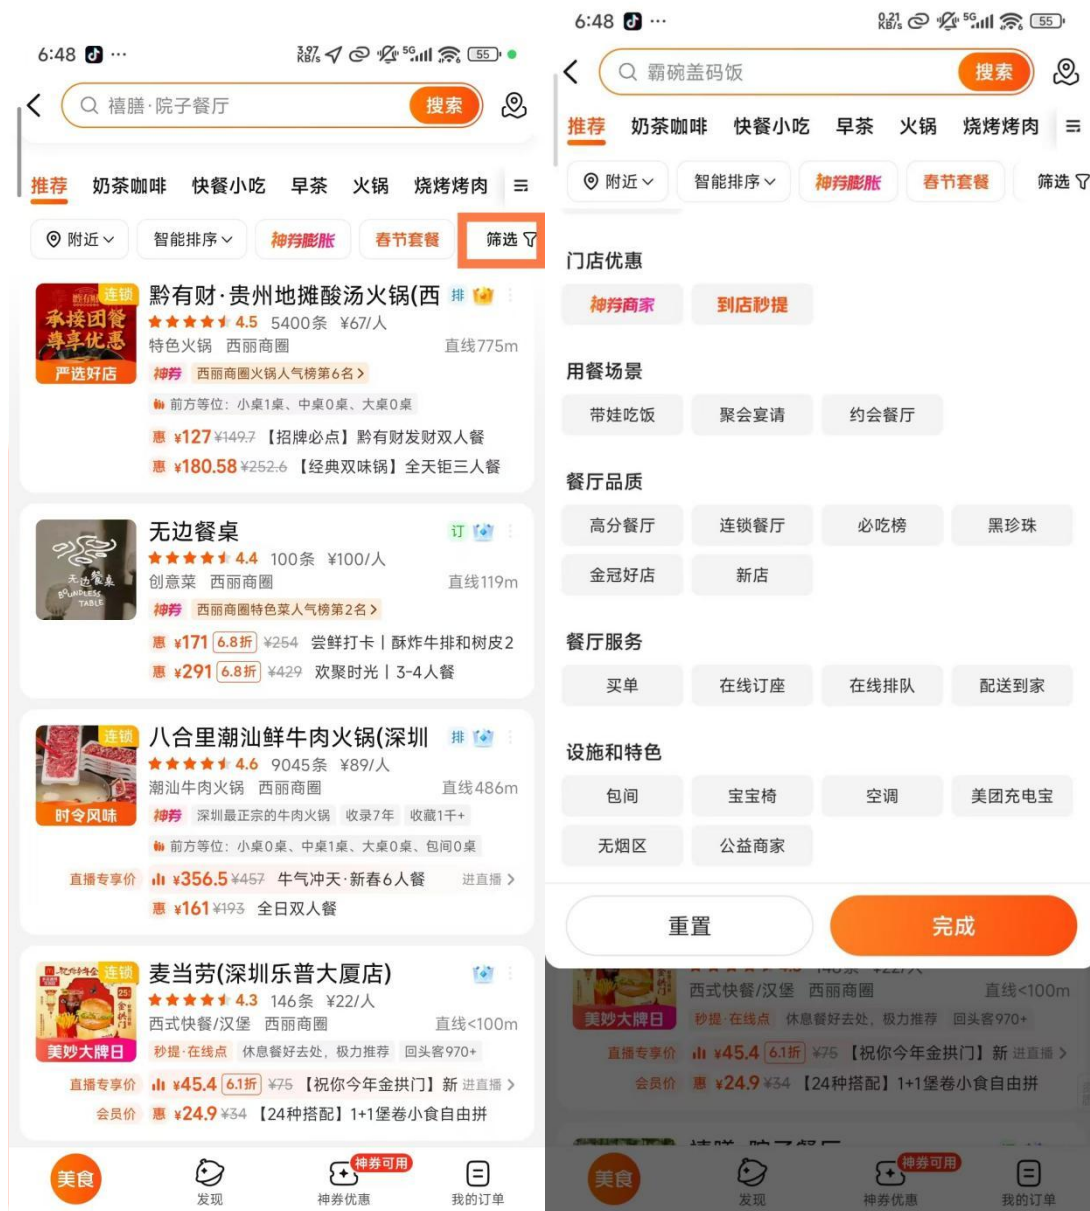 6:48
3.97 KB/s
5G
55
禧膳·院子餐厅
搜索
推荐 奶茶咖啡 快餐小吃 早茶 火锅 烧烤烤肉
附近 智能排序 神券膨胀 春节套餐 筛选
连锁
承接团餐
尊享优惠
严选好店
黔有财·贵州地摊酸汤火锅(西 排
4.5 5400条 ¥67/人
特色火锅 西丽商圈 直线775m
神券 西丽商圈火锅人气榜第6名>
前方等位：小桌1桌、中桌0桌、大桌0桌
惠 ¥127 ¥149.7 【招牌必点】黔有财发财双人餐
惠 ¥180.58 ¥252.6 【经典双味锅】全天钜三人餐
无边餐桌
BOUNDLESS
TABLE
无边餐桌 订
4.4 100条 ¥100/人
创意菜 西丽商圈 直线119m
神券 西丽商圈特色菜人气榜第2名>
惠 ¥171 6.8折 ¥254 尝鲜打卡丨酥炸牛排和树皮2
惠 ¥291 6.8折 ¥429 欢聚时光丨3-4人餐
连锁
时令风味
八合里潮汕鲜牛肉火锅(深圳 排
4.6 9045条 ¥89/人
潮汕牛肉火锅 西丽商圈 直线486m
神券 深圳最正宗的牛肉火锅 收录7年 收藏1千+
前方等位：小桌0桌、中桌1桌、大桌0桌、包间0桌
直播专享价 ¥356.5 ¥457 牛气冲天·新春6人餐 进直播>
惠 ¥161 ¥193 全日双人餐
连锁
美妙大牌日
麦当劳(深圳乐普大厦店)
4.3 146条 ¥22/人
西式快餐/汉堡 西丽商圈 直线<100m
秒提·在线点 休息餐好去处，极力推荐 回头客970+
直播专享价 ¥45.4 6.1折 ¥75 【祝你今年金拱门】新 进直播>
会员价 惠 ¥24.9 ¥34 【24种搭配】1+1堡卷小食自由拼
美食
发现
神券可用
神券优惠
我的订单
6:48
0.21 KB/s
5G
55
霸碗盖码饭
搜索
推荐 奶茶咖啡 快餐小吃 早茶 火锅 烧烤烤肉
附近 智能排序 神券膨胀 春节套餐 筛选
门店优惠
神券商家 到店秒提
用餐场景
带娃吃饭 聚会宴请 约会餐厅
餐厅品质
高分餐厅 连锁餐厅 必吃榜 黑珍珠
金冠好店 新店
餐厅服务
买单 在线订座 在线排队 配送到家
设施和特色
包间 宝宝椅 空调 美团充电宝
无烟区 公益商家
重置 完成
西式快餐/汉堡 西丽商圈 直线<100m
美妙大牌日
秒提·在线点 休息餐好去处，极力推荐 回头客970+
直播专享价 ¥45.4 6.1折 ¥75 【祝你今年金拱门】新 进直播>
会员价 惠 ¥24.9 ¥34 【24种搭配】1+1堡卷小食自由拼
美食
发现
神券可用
神券优惠
我的订单